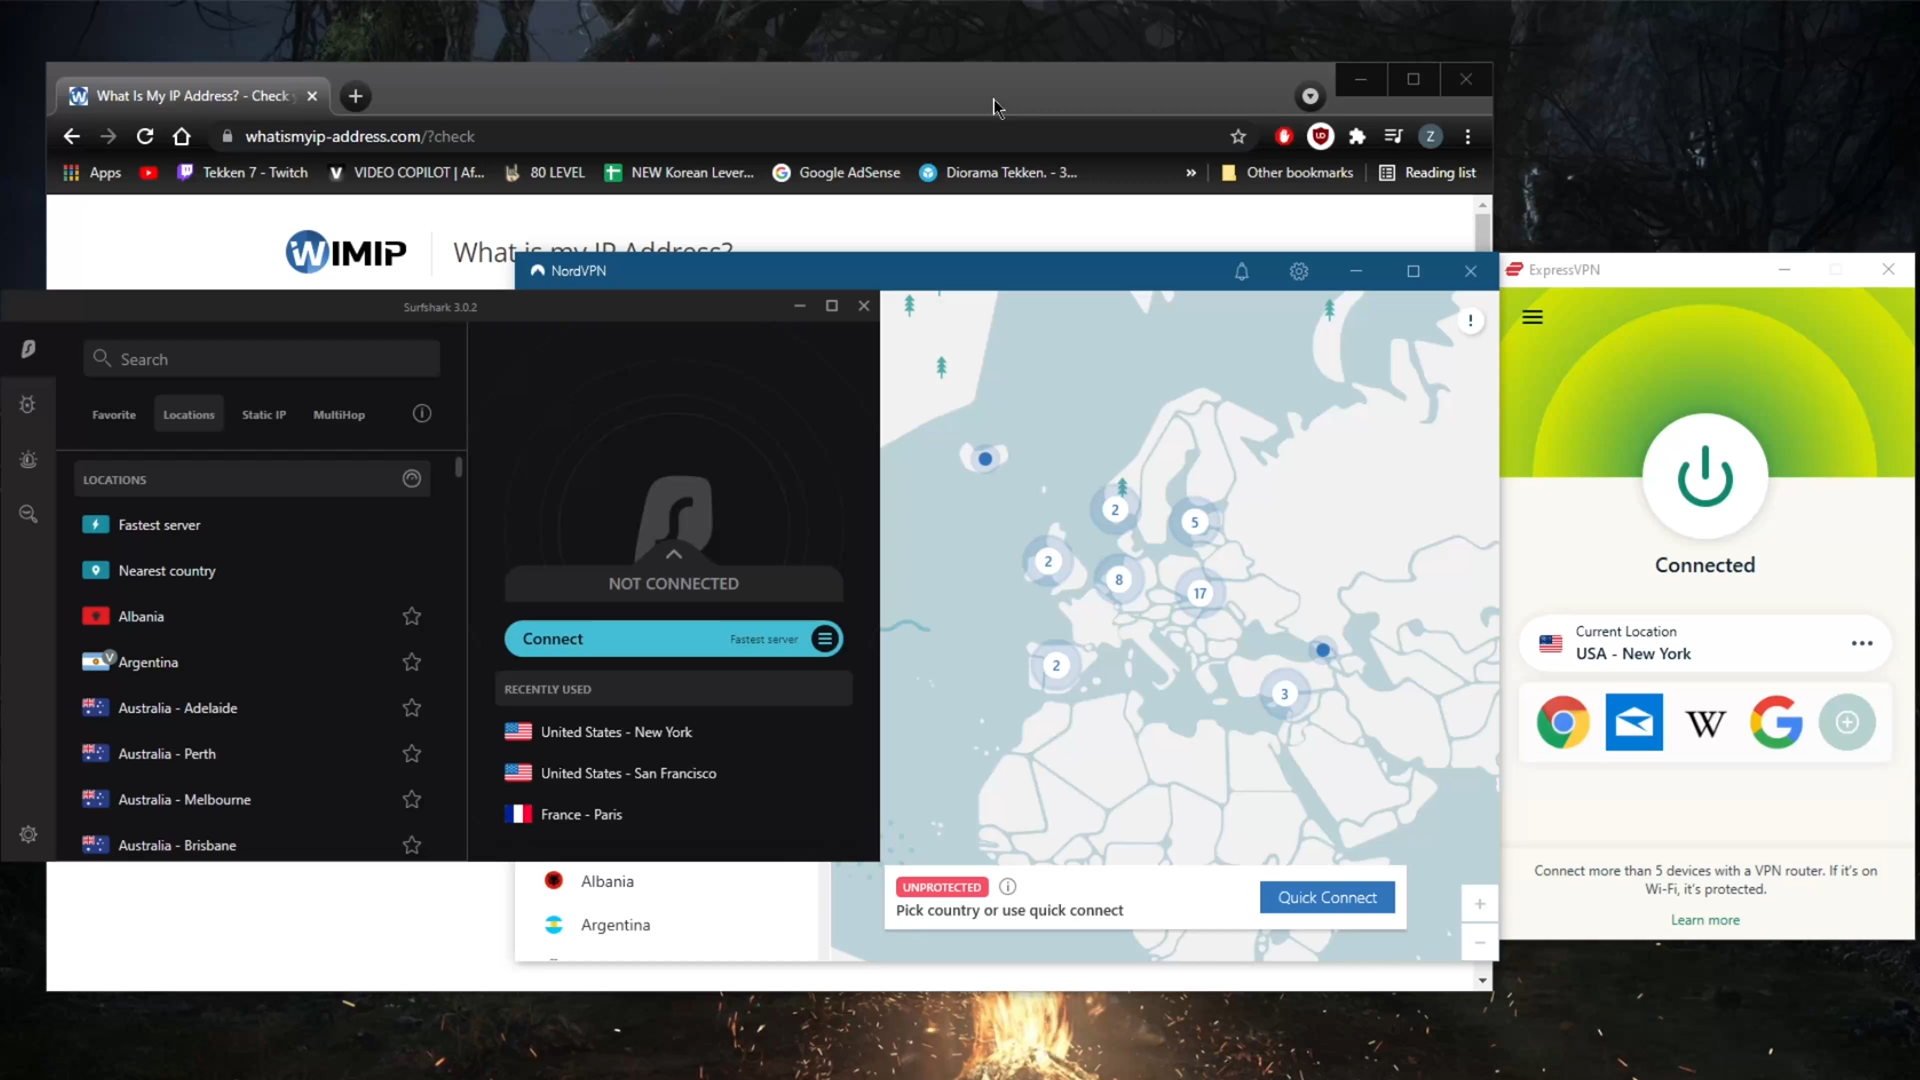 What Is My IP Address? - Check
whatismyip-address.com/?check
Z
Apps
Tekken 7 - Twitch
VIDEO COPILOT | Af...
80 LEVEL
NEW Korean Lever...
Google AdSense
Diorama Tekken. - 3...
»
Other bookmarks
Reading list
WIMIP
What is my IP Address?
NordVPN
ExpressVPN
Surfshark 3.0.2
Search
Favorite
Locations
Static IP
MultiHop
LOCATIONS
Fastest server
Nearest country
Albania
V
Argentina
Australia - Adelaide
Australia - Perth
Australia - Melbourne
Australia - Brisbane
NOT CONNECTED
Connect
Fastest server
RECENTLY USED
United States - New York
United States - San Francisco
France - Paris
!
2
5
2
8
17
2
3
Albania
Argentina
UNPROTECTED
Pick country or use quick connect
Quick Connect
Connected
Current Location
USA - New York
W
G
Connect more than 5 devices with a VPN router. If it's on
Wi-Fi, it's protected.
Learn more